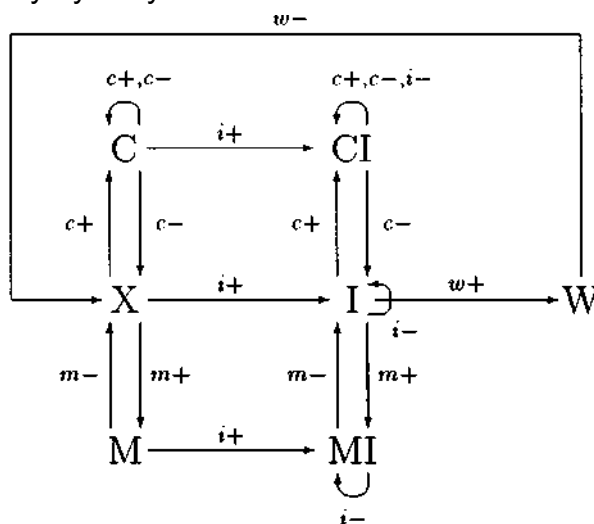 w−
c+,c− c+,c−,i−
C i+ CI
c+ c− c+ c−
X i+ I w+ W
i−
m− m+ m− m+
M i+ MI
i−